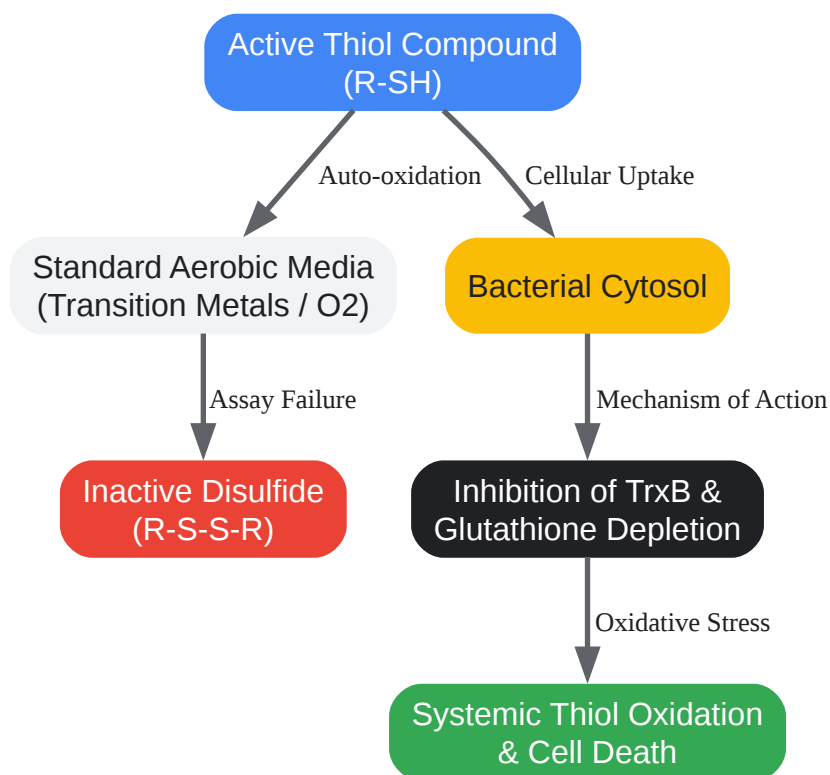 Active Thiol Compound
(R-SH)
Auto-oxidation
Cellular Uptake
Standard Aerobic Media
(Transition Metals / O2)
Bacterial Cytosol
Assay Failure
Mechanism of Action
Inactive Disulfide
(R-S-S-R)
Inhibition of TrxB &
Glutathione Depletion
Oxidative Stress
Systemic Thiol Oxidation
& Cell Death